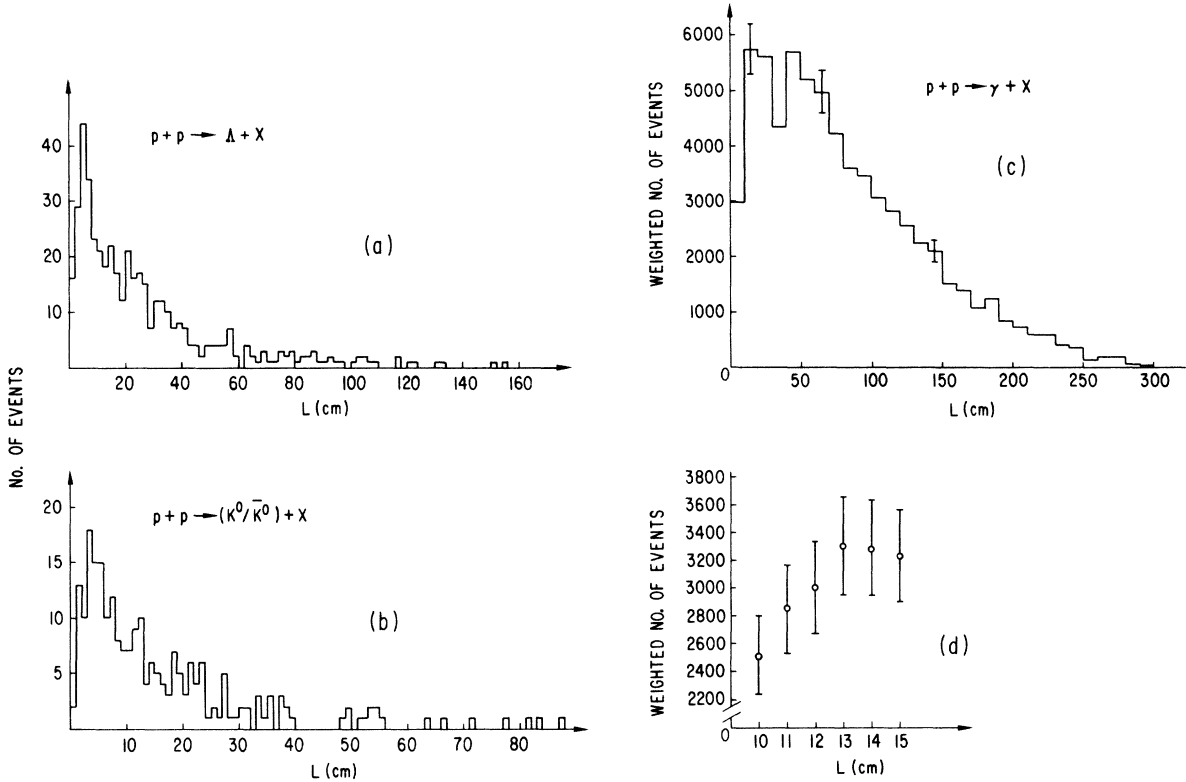 No. OF EVENTS
40
30
20
10
p + p → Λ + X
(a)
20 40 60 80 100 120 140 160
L (cm)
20
15
10
5
p + p → (K⁰/K̄⁰) + X
(b)
10 20 30 40 50 60 70 80
L (cm)
WEIGHTED NO. OF EVENTS
6000
5000
4000
3000
2000
1000
0
p + p → γ + X
(c)
50 100 150 200 250 300
L (cm)
WEIGHTED NO. OF EVENTS
3800
3600
3400
3200
3000
2800
2600
2400
2200
0
(d)
10 11 12 13 14 15
L (cm)